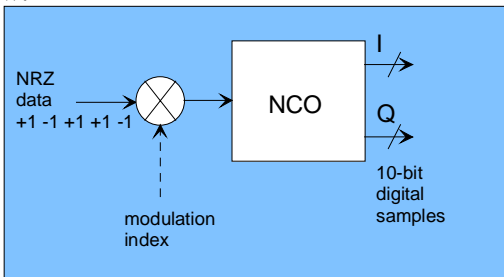 NRZ
data
+1 -1 +1 +1 -1
modulation
index
NCO
I
Q
10-bit
digital
samples